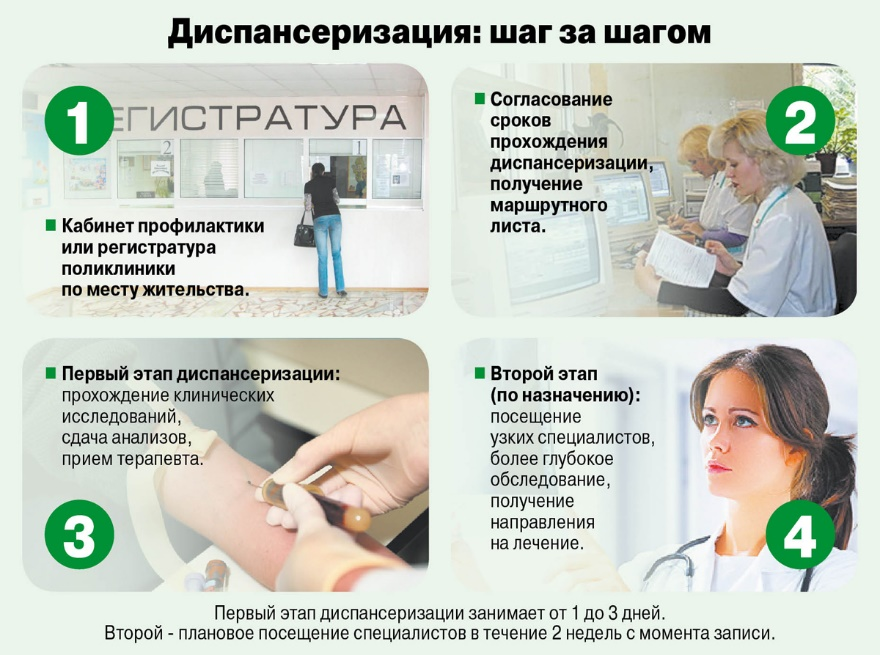 Диспансеризация: шаг за шагом
1
ЕГИСТРАТУРА
2
1
Кабинет профилактики
или регистратура
поликлиники
по месту жительства.
2
Согласование
сроков
прохождения
диспансеризации,
получение
маршрутного
листа.
Первый этап диспансеризации:
прохождение клинических
исследований,
сдача анализов,
прием терапевта.
3
Второй этап
(по назначению):
посещение
узких специалистов,
более глубокое
обследование,
получение
направления
на лечение.
4
Первый этап диспансеризации занимает от 1 до 3 дней.
Второй - плановое посещение специалистов в течение 2 недель с момента записи.